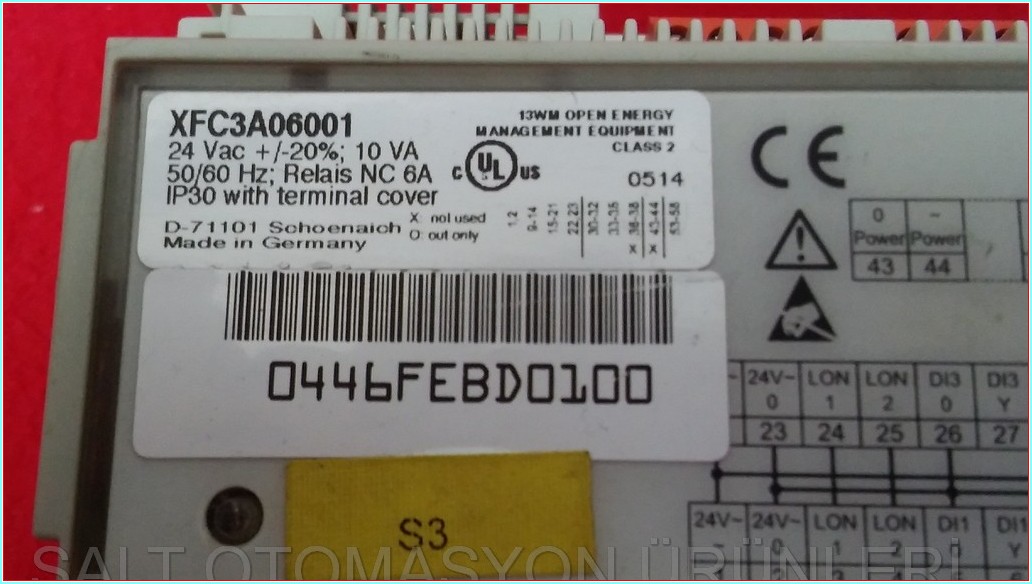 XFC3A06001
24 Vac +/-20%; 10 VA
50/60 Hz; Relais NC 6A
IP30 with terminal cover
D-71101 Schoenaich
Made in Germany
X: not used
O: out only
13WM OPEN ENERGY
MANAGEMENT EQUIPMENT
CLASS 2
C UL US
0514
1,2
9-14
15-21
22,23
30-32
33-35
36-38 X
43-44 X
53-58
CE
0 ~
Power Power
43 44
0446FEBD0100
~ 24V~ LON LON DI3 DI3
0 1 2 0 Y
23 24 25 26 27
24V~ 24V~ LON LON DI1 DI1
~ 0 1 2 0 Y
S3
SALT OTOMASYON ÜRÜNLERİ